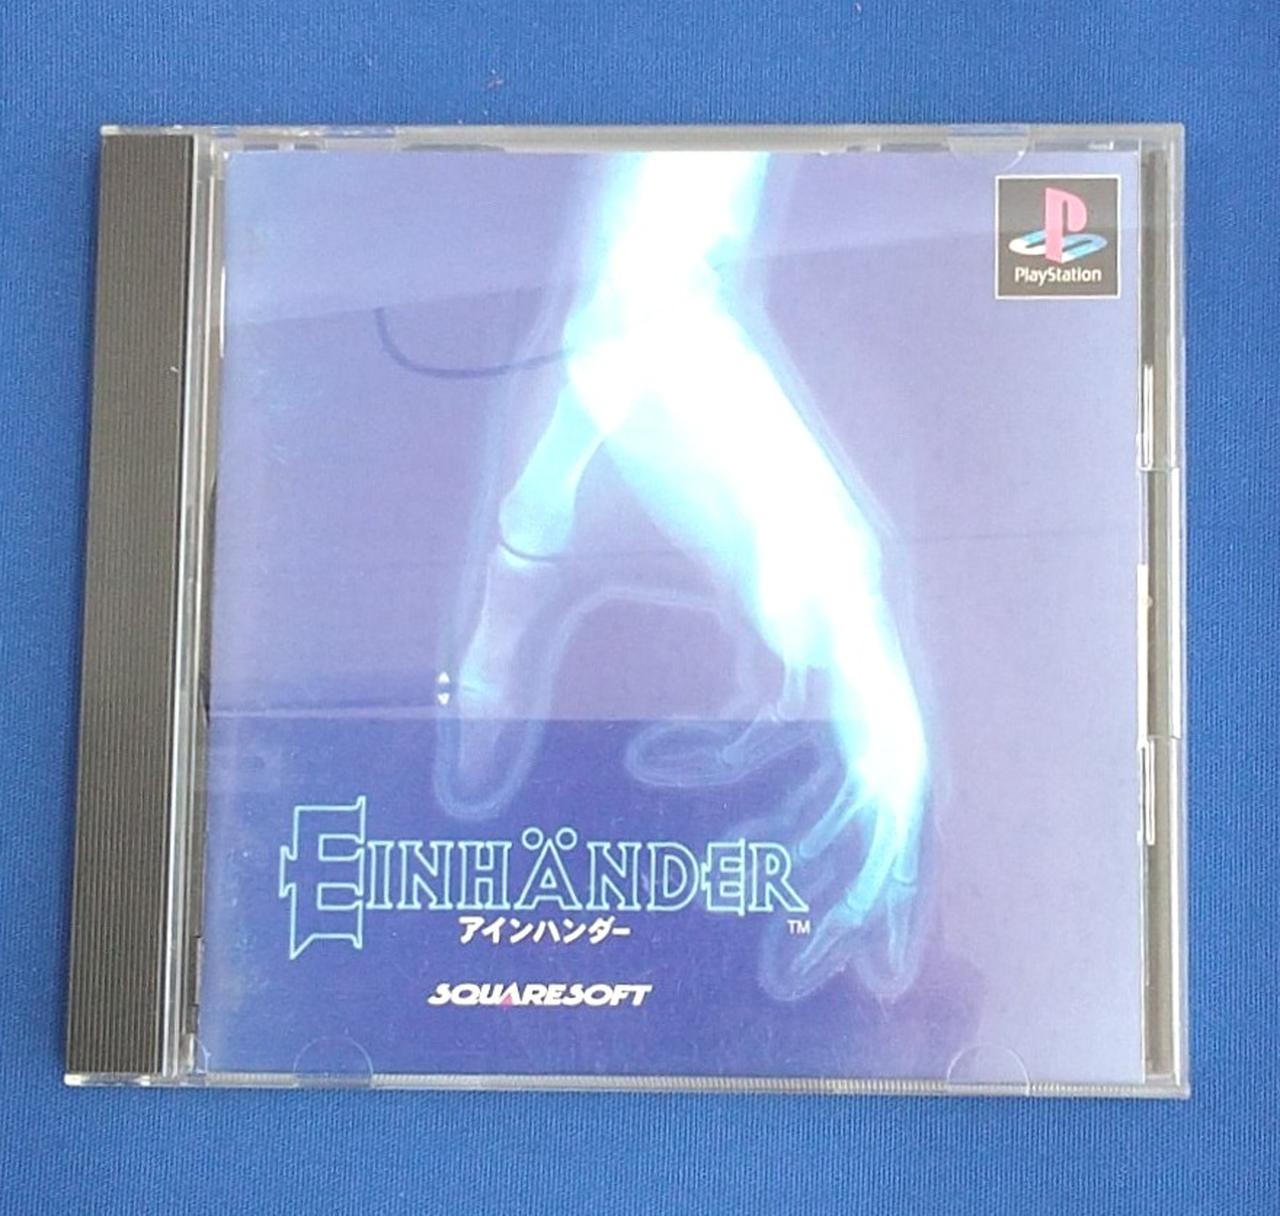 PlayStation
EINHÄNDER
アインハンダー
TM
SQUARESOFT